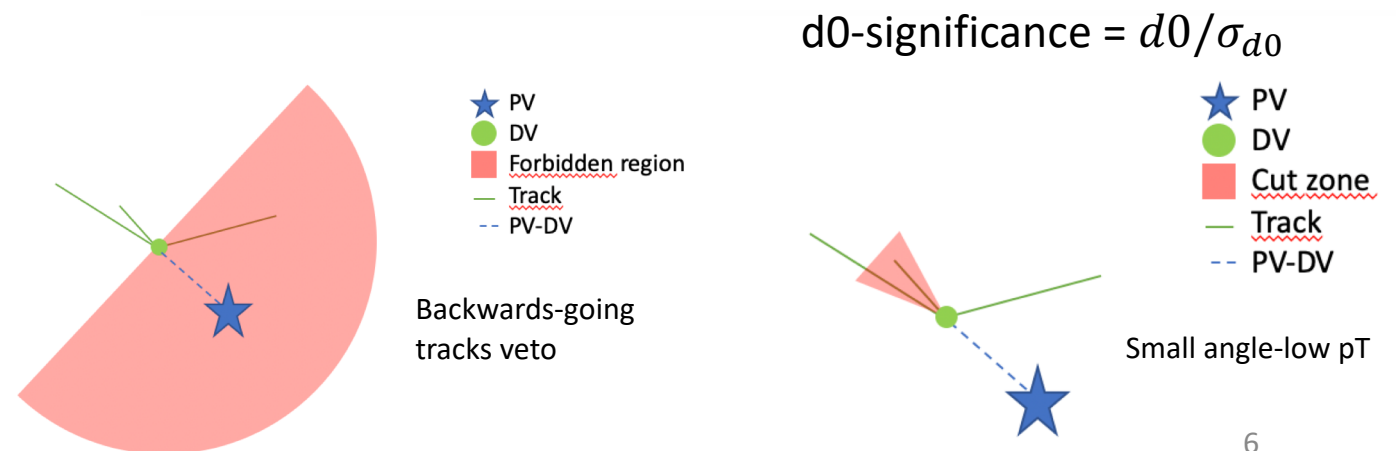 d0-significance = 𝑑0/𝜎𝑑0
PV
DV
Forbidden region
Track
PV-DV
Backwards-going
tracks veto
PV
DV
Cut zone
Track
PV-DV
Small angle-low pT
6